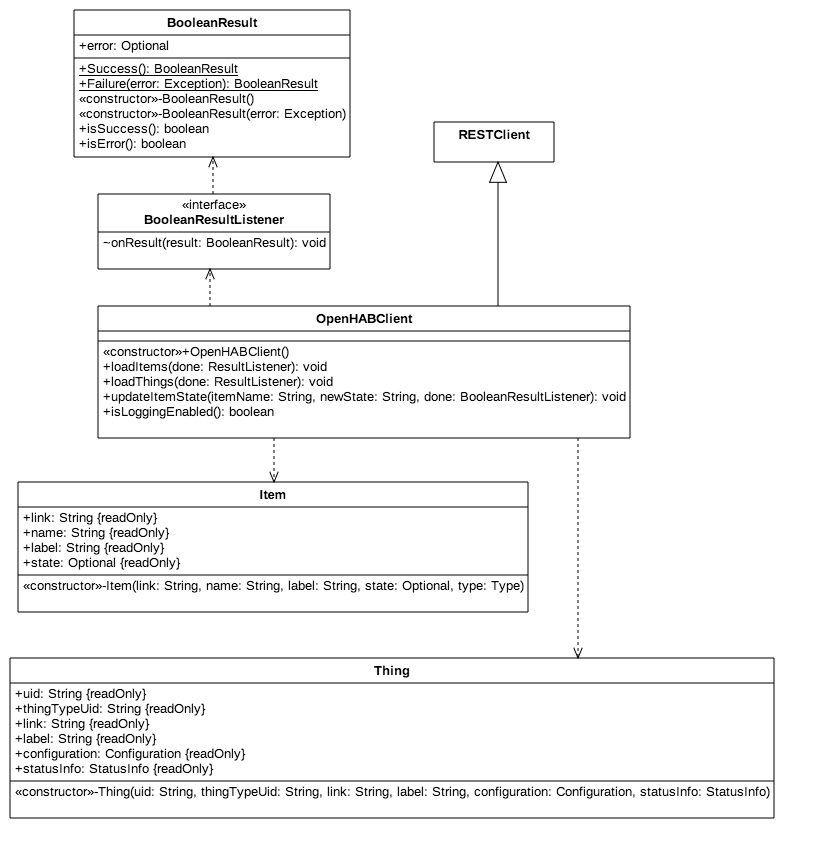 BooleanResult
+error: Optional
+Success(): BooleanResult
+Failure(error: Exception): BooleanResult
«constructor»-BooleanResult()
«constructor»-BooleanResult(error: Exception)
+isSuccess(): boolean
+isError(): boolean
RESTClient
«interface»
BooleanResultListener
~onResult(result: BooleanResult): void
OpenHABClient
«constructor»+OpenHABClient()
+loadItems(done: ResultListener): void
+loadThings(done: ResultListener): void
+updateItemState(itemName: String, newState: String, done: BooleanResultListener): void
+isLoggingEnabled(): boolean
Item
+link: String {readOnly}
+name: String {readOnly}
+label: String {readOnly}
+state: Optional {readOnly}
«constructor»-Item(link: String, name: String, label: String, state: Optional, type: Type)
Thing
+uid: String {readOnly}
+thingTypeUid: String {readOnly}
+link: String {readOnly}
+label: String {readOnly}
+configuration: Configuration {readOnly}
+statusInfo: StatusInfo {readOnly}
«constructor»-Thing(uid: String, thingTypeUid: String, link: String, label: String, configuration: Configuration, statusInfo: StatusInfo)